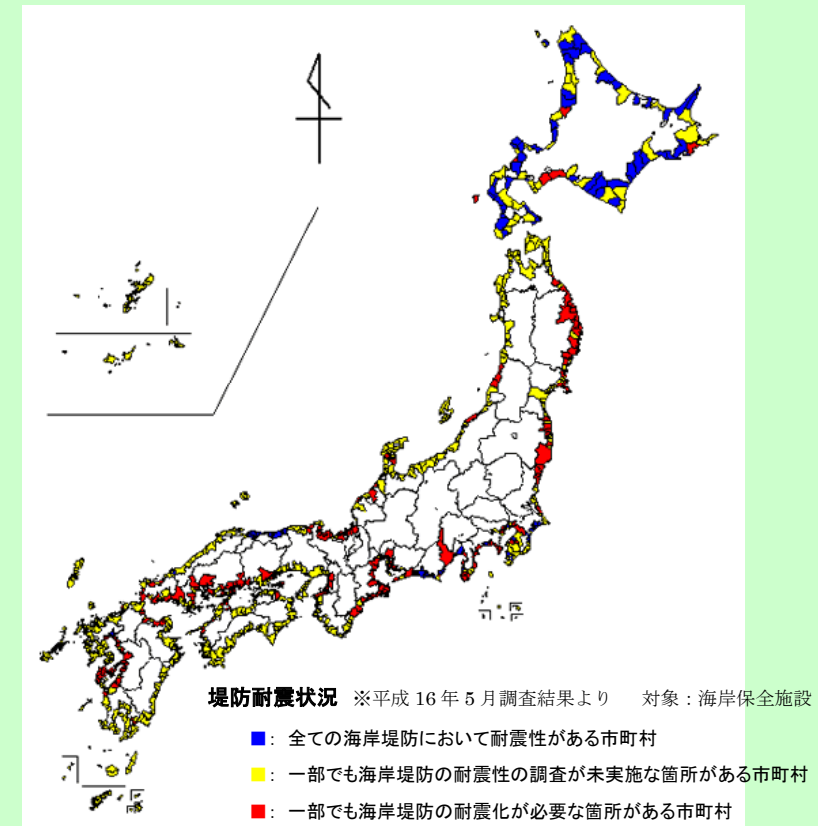 堤防耐震状況 ※平成 16 年 5 月調査結果より 対象：海岸保全施設
■： 全ての海岸堤防において耐震性がある市町村
■： 一部でも海岸堤防の耐震性の調査が未実施な箇所がある市町村
■： 一部でも海岸堤防の耐震化が必要な箇所がある市町村